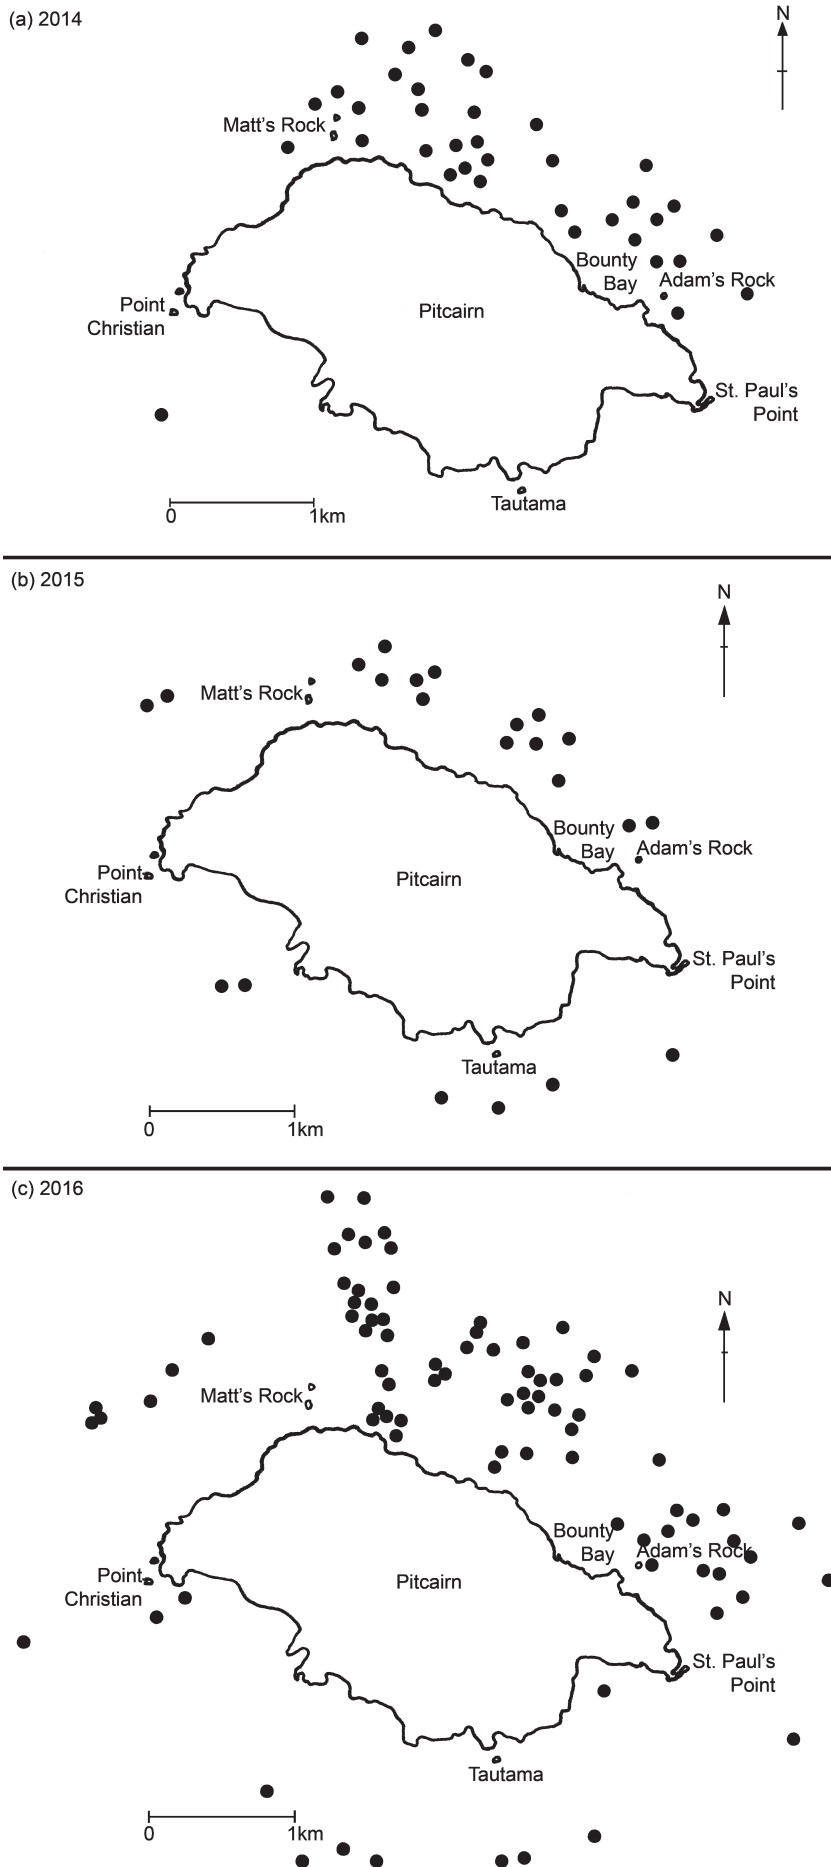 (a) 2014
N
Matt's Rock
Bounty
Bay
Adam's Rock
Point
Christian
Pitcairn
St. Paul's
Point
Tautama
0
1km
(b) 2015
N
Matt's Rock
Bounty
Bay
Adam's Rock
Point
Christian
Pitcairn
St. Paul's
Point
Tautama
0
1km
(c) 2016
N
Matt's Rock
Bounty
Bay
Adam's Rock
Point
Christian
Pitcairn
St. Paul's
Point
Tautama
0
1km